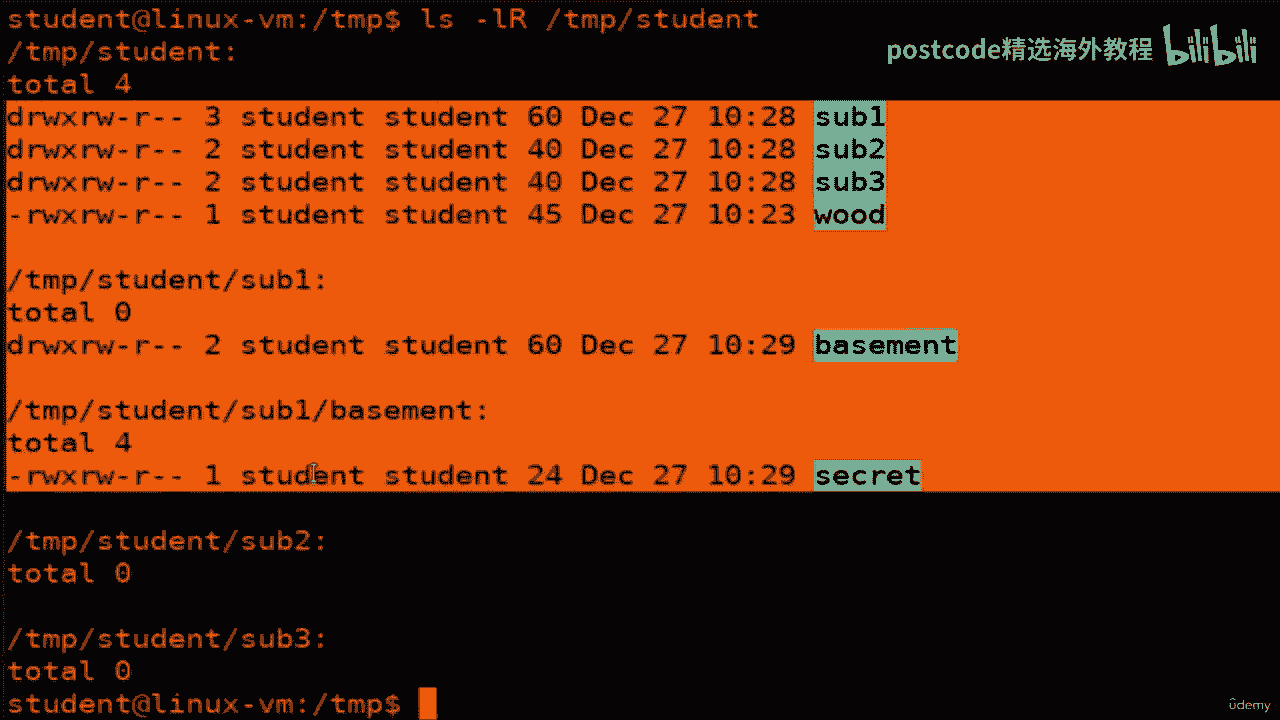 student@linux-vm:/tmp$ ls -lR /tmp/student
/tmp/student:
postcode精选海外教程 bilibili
total 4
drwxrw-r-- 3 student student 60 Dec 27 10:28 sub1
drwxrw-r-- 2 student student 40 Dec 27 10:28 sub2
drwxrw-r-- 2 student student 40 Dec 27 10:28 sub3
-rwxrw-r-- 1 student student 45 Dec 27 10:23 wood
/tmp/student/sub1:
total 0
drwxrw-r-- 2 student student 60 Dec 27 10:29 basement
/tmp/student/sub1/basement:
total 4
-rwxrw-r-- 1 student student 24 Dec 27 10:29 secret
/tmp/student/sub2:
total 0
/tmp/student/sub3:
total 0
student@linux-vm:/tmp$
ûdemy